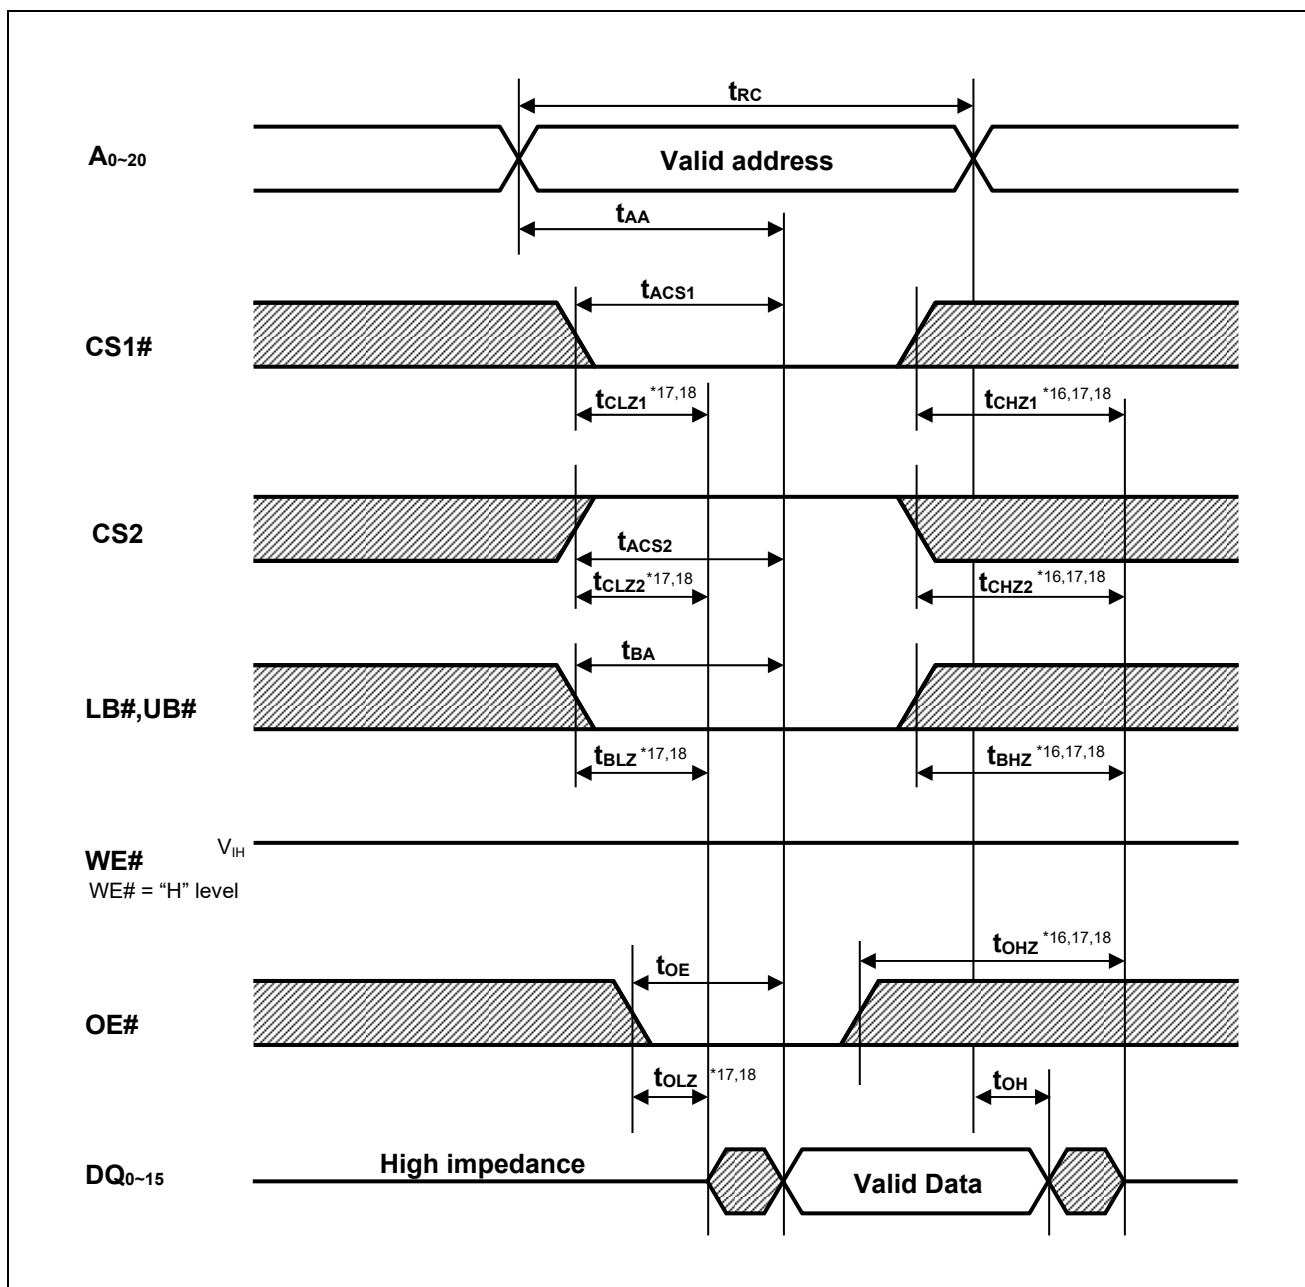 tRC
A0~20
Valid address
tAA
tACS1
CS1#
tCLZ1 *17,18
tCHZ1 *16,17,18
CS2
tACS2
tCLZ2 *17,18
tCHZ2 *16,17,18
tBA
LB#,UB#
tBLZ *17,18
tBHZ *16,17,18
VIH
WE#
WE# = “H” level
tOHZ *16,17,18
tOE
OE#
tOLZ *17,18
tOH
High impedance
DQ0~15
Valid Data